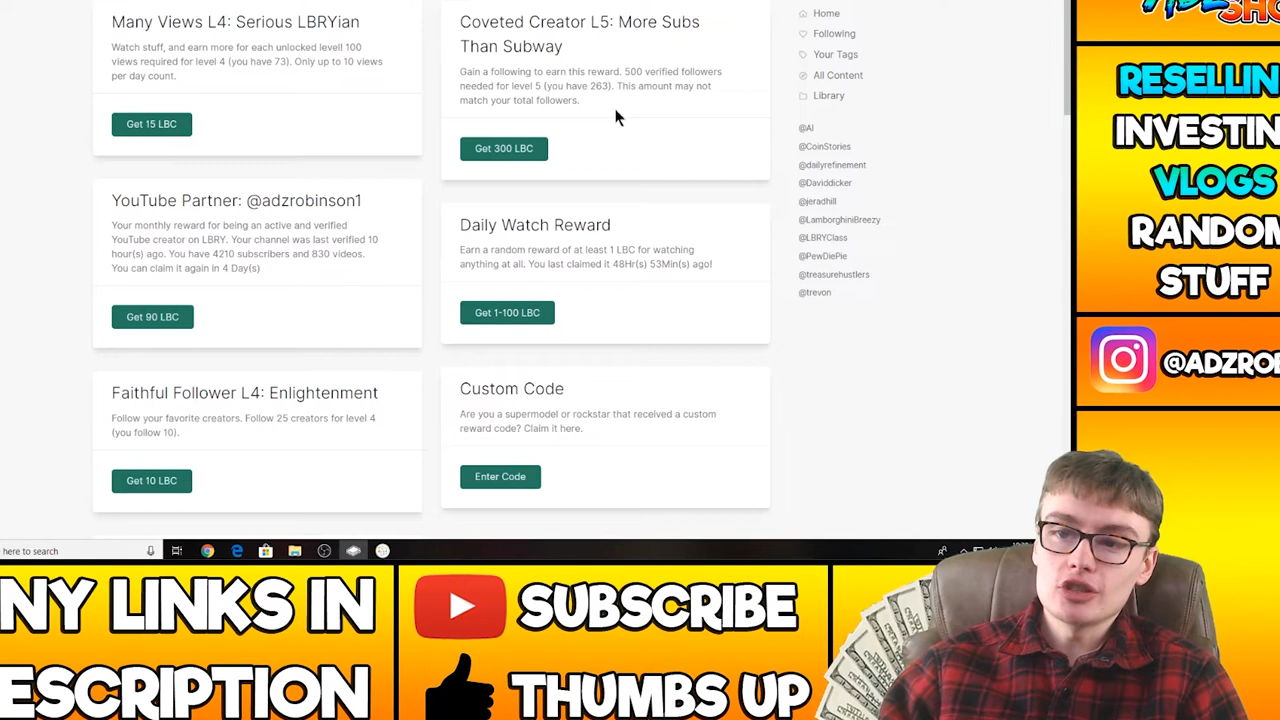 Many Views L4: Serious LBRYian
Watch stuff, and earn more for each unlocked levell 100
views required for level 4 (you have 73). Only up to 10 views
per day count.
Get 15 LBC
YouTube Partner: @adzrobinson1
Your monthly reward for being an active and verified
YouTube creator on LBRY. Your channel was last verified 10
hour(s) ago. You have 4210 subscribers and 830 videos.
You can claim it again in 4 Day(s)
Get 90 LBC
Faithful Follower L4: Enlightenment
Follow your favorite creators. Follow 25 creators for level 4
(you follow 10).
Get 10 LBC
Coveted Creator L5: More Subs
Than Subway
Gain a following to earn this reward. 500 verified followers
needed for level 5 (you have 263). This amount may not
match your total followers.
Get 300 LBC
Daily Watch Reward
Earn a random reward of at least 1 LBC for watching
anything at all. You last claimed it 48Hr(s) 53Min(s) ago!
Get 1-100 LBC
Custom Code
Are you a supermodel or rockstar that received a custom
reward code? Claim it here.
Enter Code
Home
Following
Your Tags
All Content
Library
@AI
@CoinStories
@dailyrefinement
@Daviddicker
@jeradhill
@LamborghiniBreezy
@LBRYClass
@PewDiePie
@treasurehustlers
@trevon
RESELLIN
INVESTIN
VLOGS
RANDOM
STUFF
@ADZRO
here to search
NY LINKS IN
ESCRIPTION
SUBSCRIBE
THUMBS UP